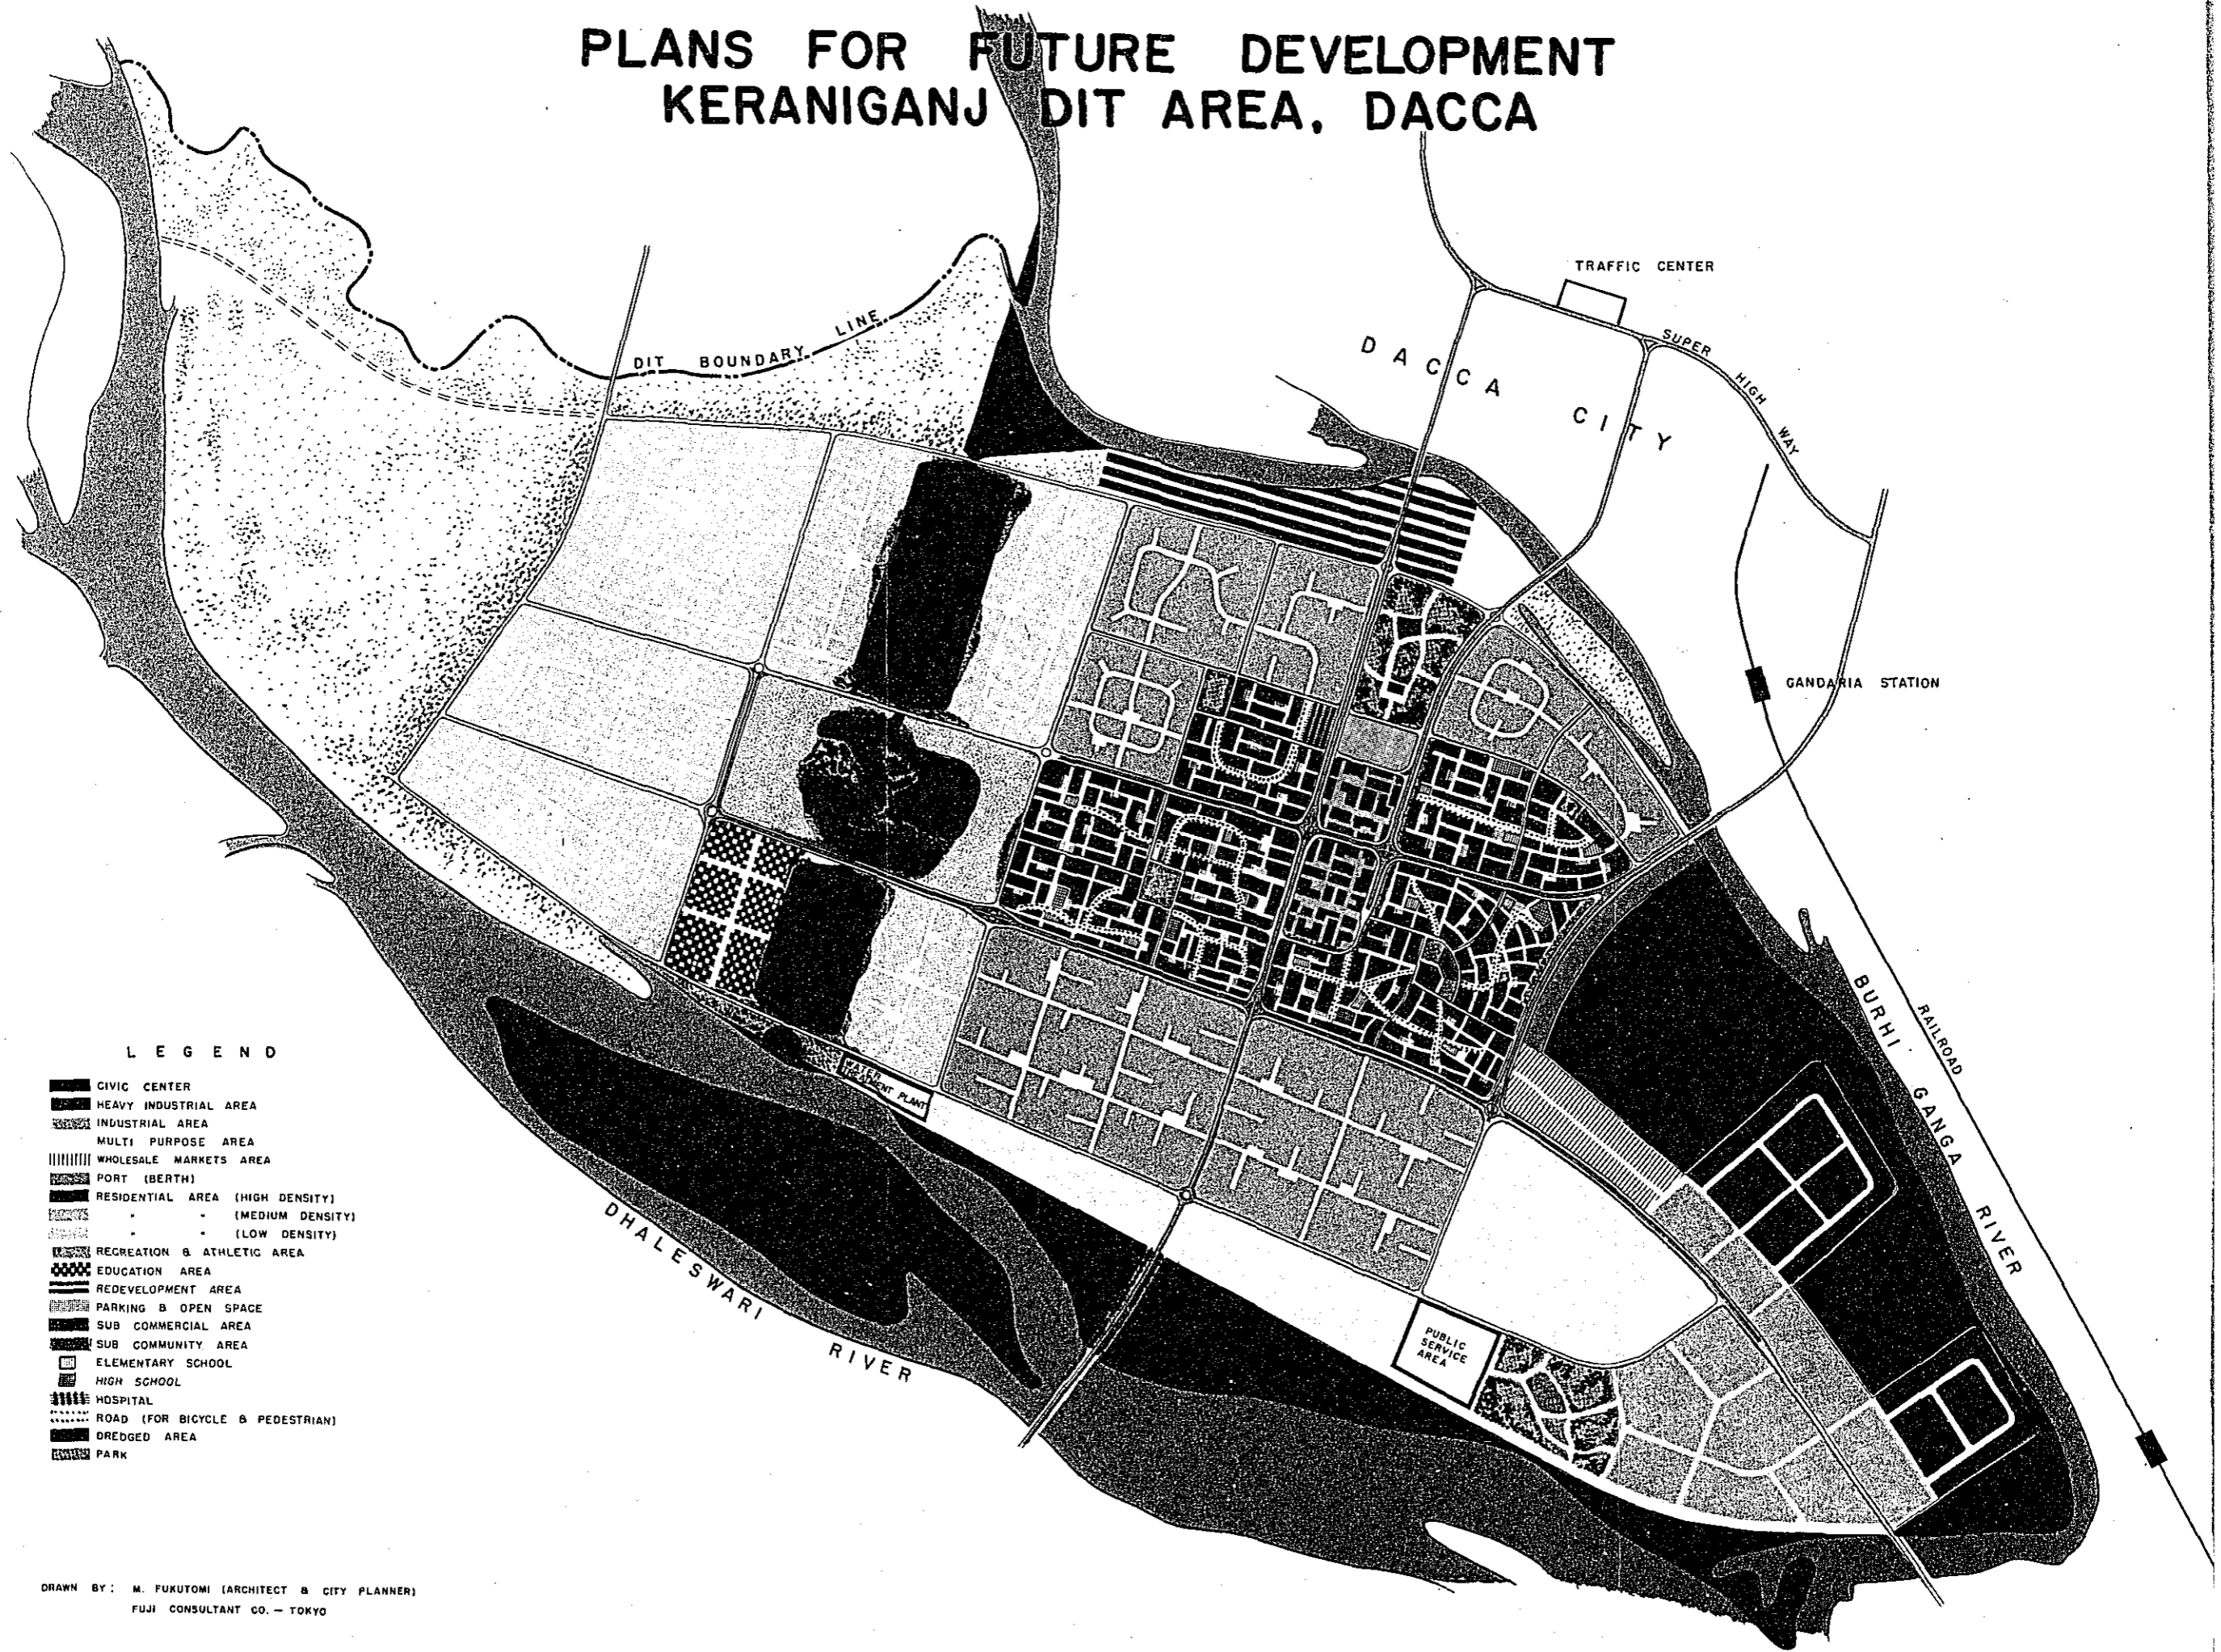 PLANS FOR FUTURE DEVELOPMENT
KERANIGANJ DIT AREA, DACCA
TRAFFIC CENTER
SUPER HIGH WAY
DACCA CITY
DIT BOUNDARY LINE
GANDARIA STATION
BURHI GANGA RIVER
RAILROAD
WATER
PLANT
PUBLIC
SERVICE
AREA
DHALESWARI RIVER
LEGEND
CIVIC CENTER
HEAVY INDUSTRIAL AREA
INDUSTRIAL AREA
MULTI PURPOSE AREA
WHOLESALE MARKETS AREA
PORT (BERTH)
RESIDENTIAL AREA (HIGH DENSITY)
" " (MEDIUM DENSITY)
" " (LOW DENSITY)
RECREATION & ATHLETIC AREA
EDUCATION AREA
REDEVELOPMENT AREA
PARKING & OPEN SPACE
SUB COMMERCIAL AREA
SUB COMMUNITY AREA
ELEMENTARY SCHOOL
HIGH SCHOOL
HOSPITAL
ROAD (FOR BICYCLE & PEDESTRIAN)
DREDGED AREA
PARK
DRAWN BY: M. FUKUTOMI (ARCHITECT & CITY PLANNER)
FUJI CONSULTANT CO. – TOKYO